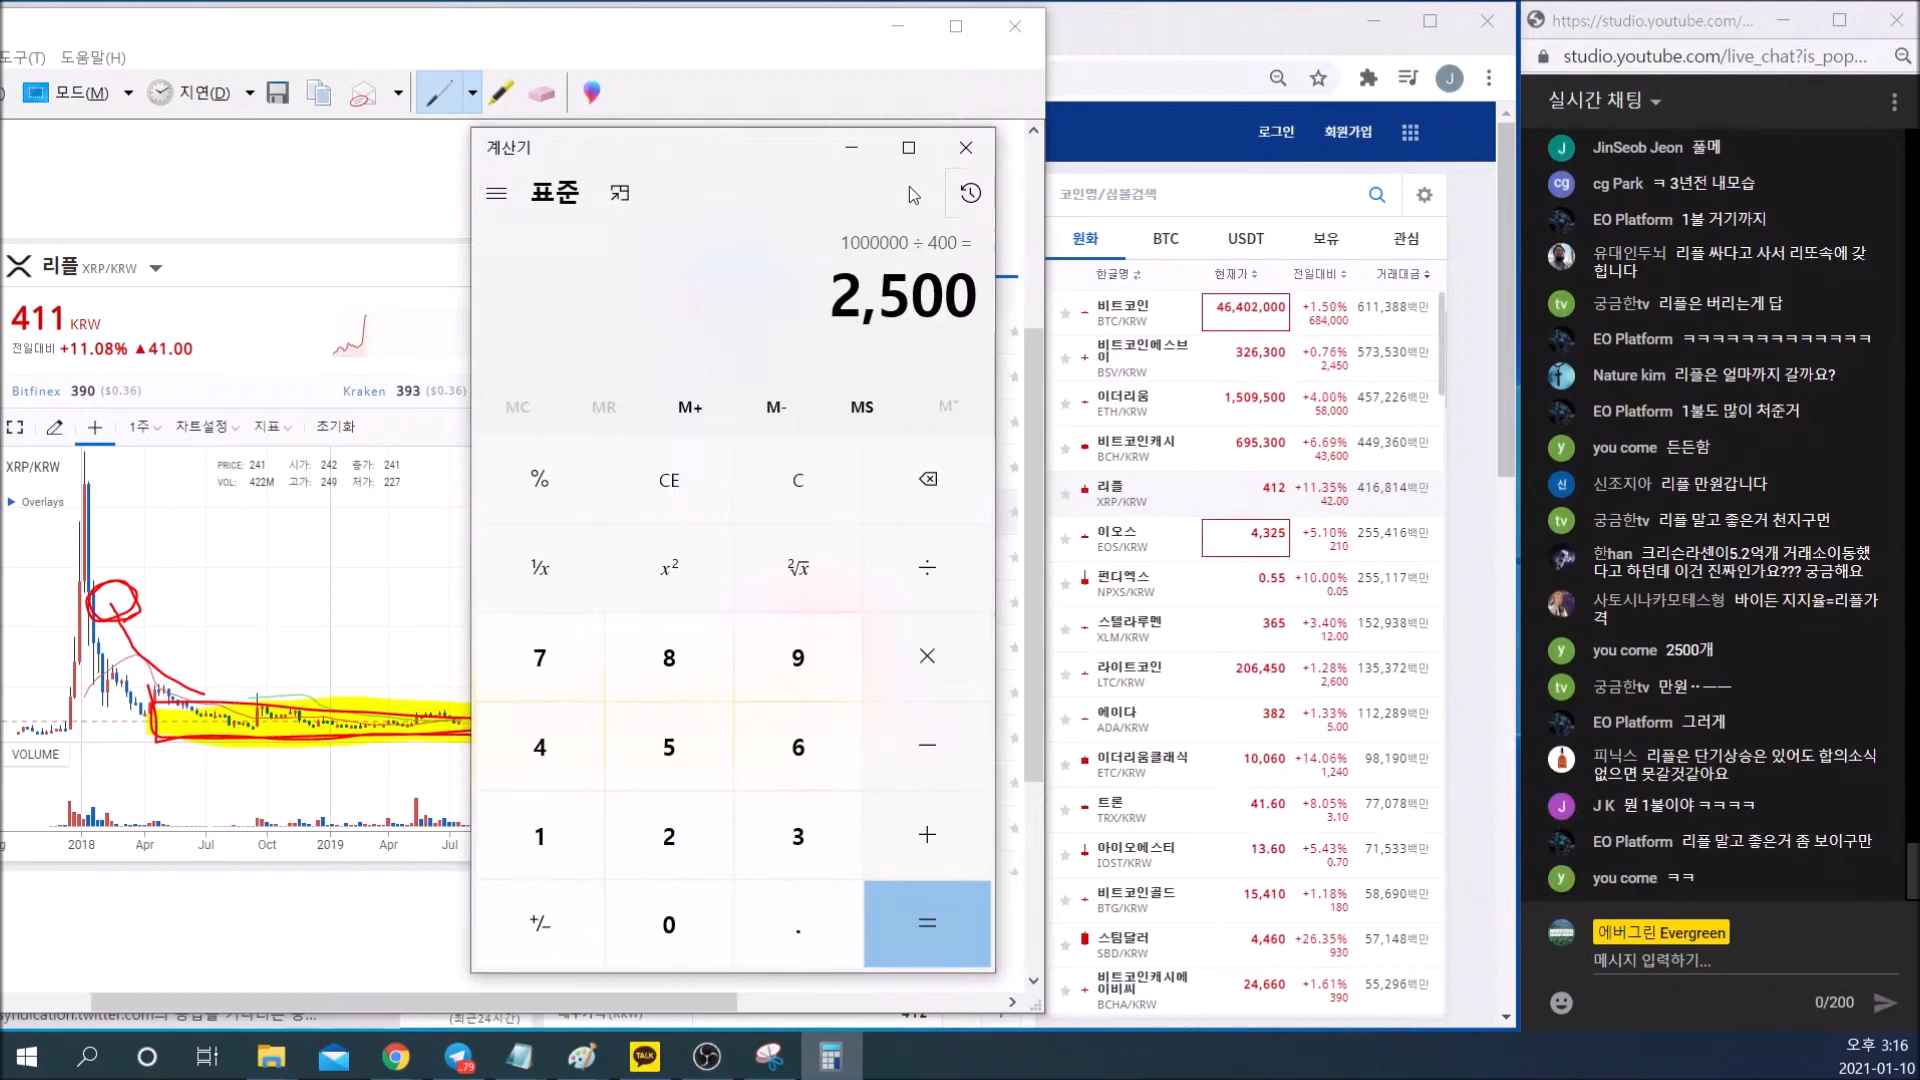 도구(T) 도움말(H)
모드(M) 지연(D)
리플 XRP/KRW
411 KRW
전일대비 +11.08% ▲41.00
Bitfinex 390 ($0.36) Kraken 393 ($0.36)
1주 차트설정 지표 초기화
XRP/KRW PRICE: 241 시가: 242 종가: 241
VOL: 422M 고가: 249 저가: 227
Overlays
VOLUME
2018 Apr Jul Oct 2019 Apr Jul
(최근24시간)
계산기
표준
1000000 ÷ 400 =
2,500
MC MR M+ M- MS M˅
% CE C
¹/x x² ²√x ÷
7 8 9 ×
4 5 6 −
1 2 3 +
+/− 0 . =
J
로그인 회원가입
코인명/심볼검색
원화 BTC USDT 보유 관심
한글명 현재가 전일대비 거래대금
비트코인 46,402,000 +1.50% 611,388백만
BTC/KRW 684,000
비트코인에스브이 326,300 +0.76% 573,530백만
BSV/KRW 2,450
이더리움 1,509,500 +4.00% 457,226백만
ETH/KRW 58,000
비트코인캐시 695,300 +6.69% 449,360백만
BCH/KRW 43,600
리플 412 +11.35% 416,814백만
XRP/KRW 42.00
이오스 4,325 +5.10% 255,416백만
EOS/KRW 210
펀디엑스 0.55 +10.00% 255,117백만
NPXS/KRW 0.05
스텔라루멘 365 +3.40% 152,938백만
XLM/KRW 12.00
라이트코인 206,450 +1.28% 135,372백만
LTC/KRW 2,600
에이다 382 +1.33% 112,289백만
ADA/KRW 5.00
이더리움클래식 10,060 +14.06% 98,190백만
ETC/KRW 1,240
트론 41.60 +8.05% 77,078백만
TRX/KRW 3.10
아이오에스티 13.60 +5.43% 71,533백만
IOST/KRW 0.70
비트코인골드 15,410 +1.18% 58,690백만
BTG/KRW 180
스팀달러 4,460 +26.35% 57,148백만
SBD/KRW 930
비트코인캐시에이비씨 24,660 +1.61% 55,296백만
BCHA/KRW 390
https://studio.youtube.com/...
studio.youtube.com/live_chat?is_pop...
실시간 채팅
J JinSeob Jeon 풀메
cg cg Park ㅋ 3년전 내모습
EO Platform 1불 거기까지
유대인두뇌 리플 싸다고 사서 리또속에 갖
힙니다
tv 궁금한tv 리플은 버리는게 답
EO Platform ㅋㅋㅋㅋㅋㅋㅋㅋㅋㅋㅋㅋㅋ
Nature kim 리플은 얼마까지 갈까요?
EO Platform 1불도 많이 처준거
y you come 든든함
신 신조지아 리플 만원갑니다
tv 궁금한tv 리플 말고 좋은거 천지구먼
한han 크리슨라센이5.2억개 거래소이동했
다고 하던데 이건 진짜인가요??? 궁금해요
사토시나카모테스형 바이든 지지율=리플가
격
y you come 2500개
tv 궁금한tv 만원··ㅡㅡ
EO Platform 그러게
피닉스 리플은 단기상승은 있어도 합의소식
없으면 못갈것같아요
J J K 뭔 1불이야 ㅋㅋㅋㅋ
EO Platform 리플 말고 좋은거 좀 보이구만
y you come ㅋㅋ
에버그린 Evergreen
메시지 입력하기...
0/200
79
TALK
오후 3:16
2021-01-10